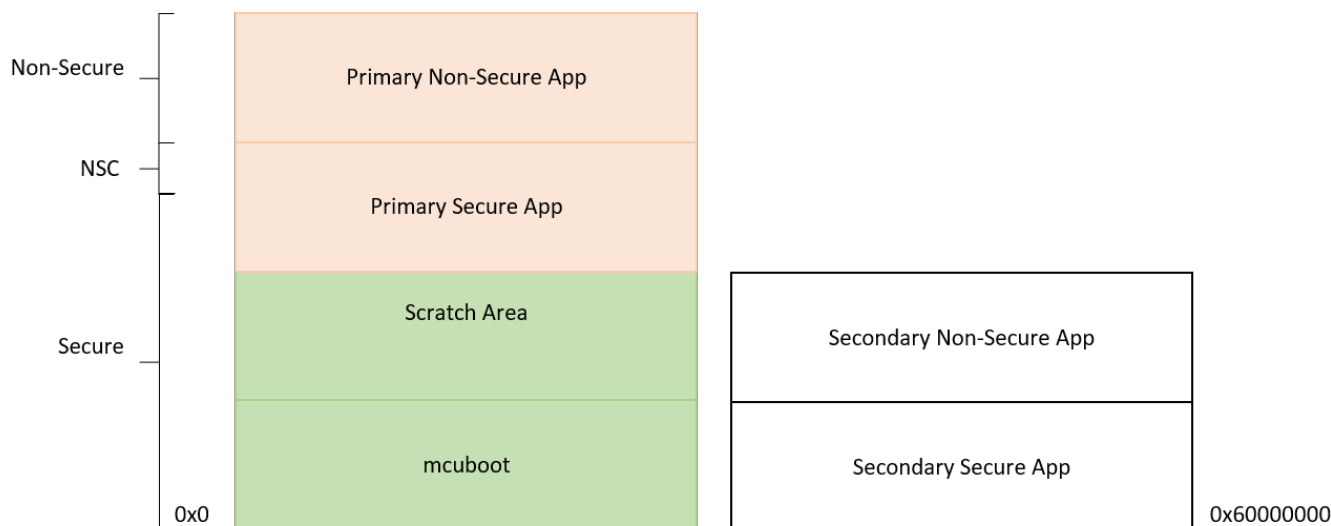 Non-Secure
Primary Non-Secure App
NSC
Primary Secure App
Scratch Area
Secure
Secondary Non-Secure App
mcuboot
Secondary Secure App
0x0
0x60000000